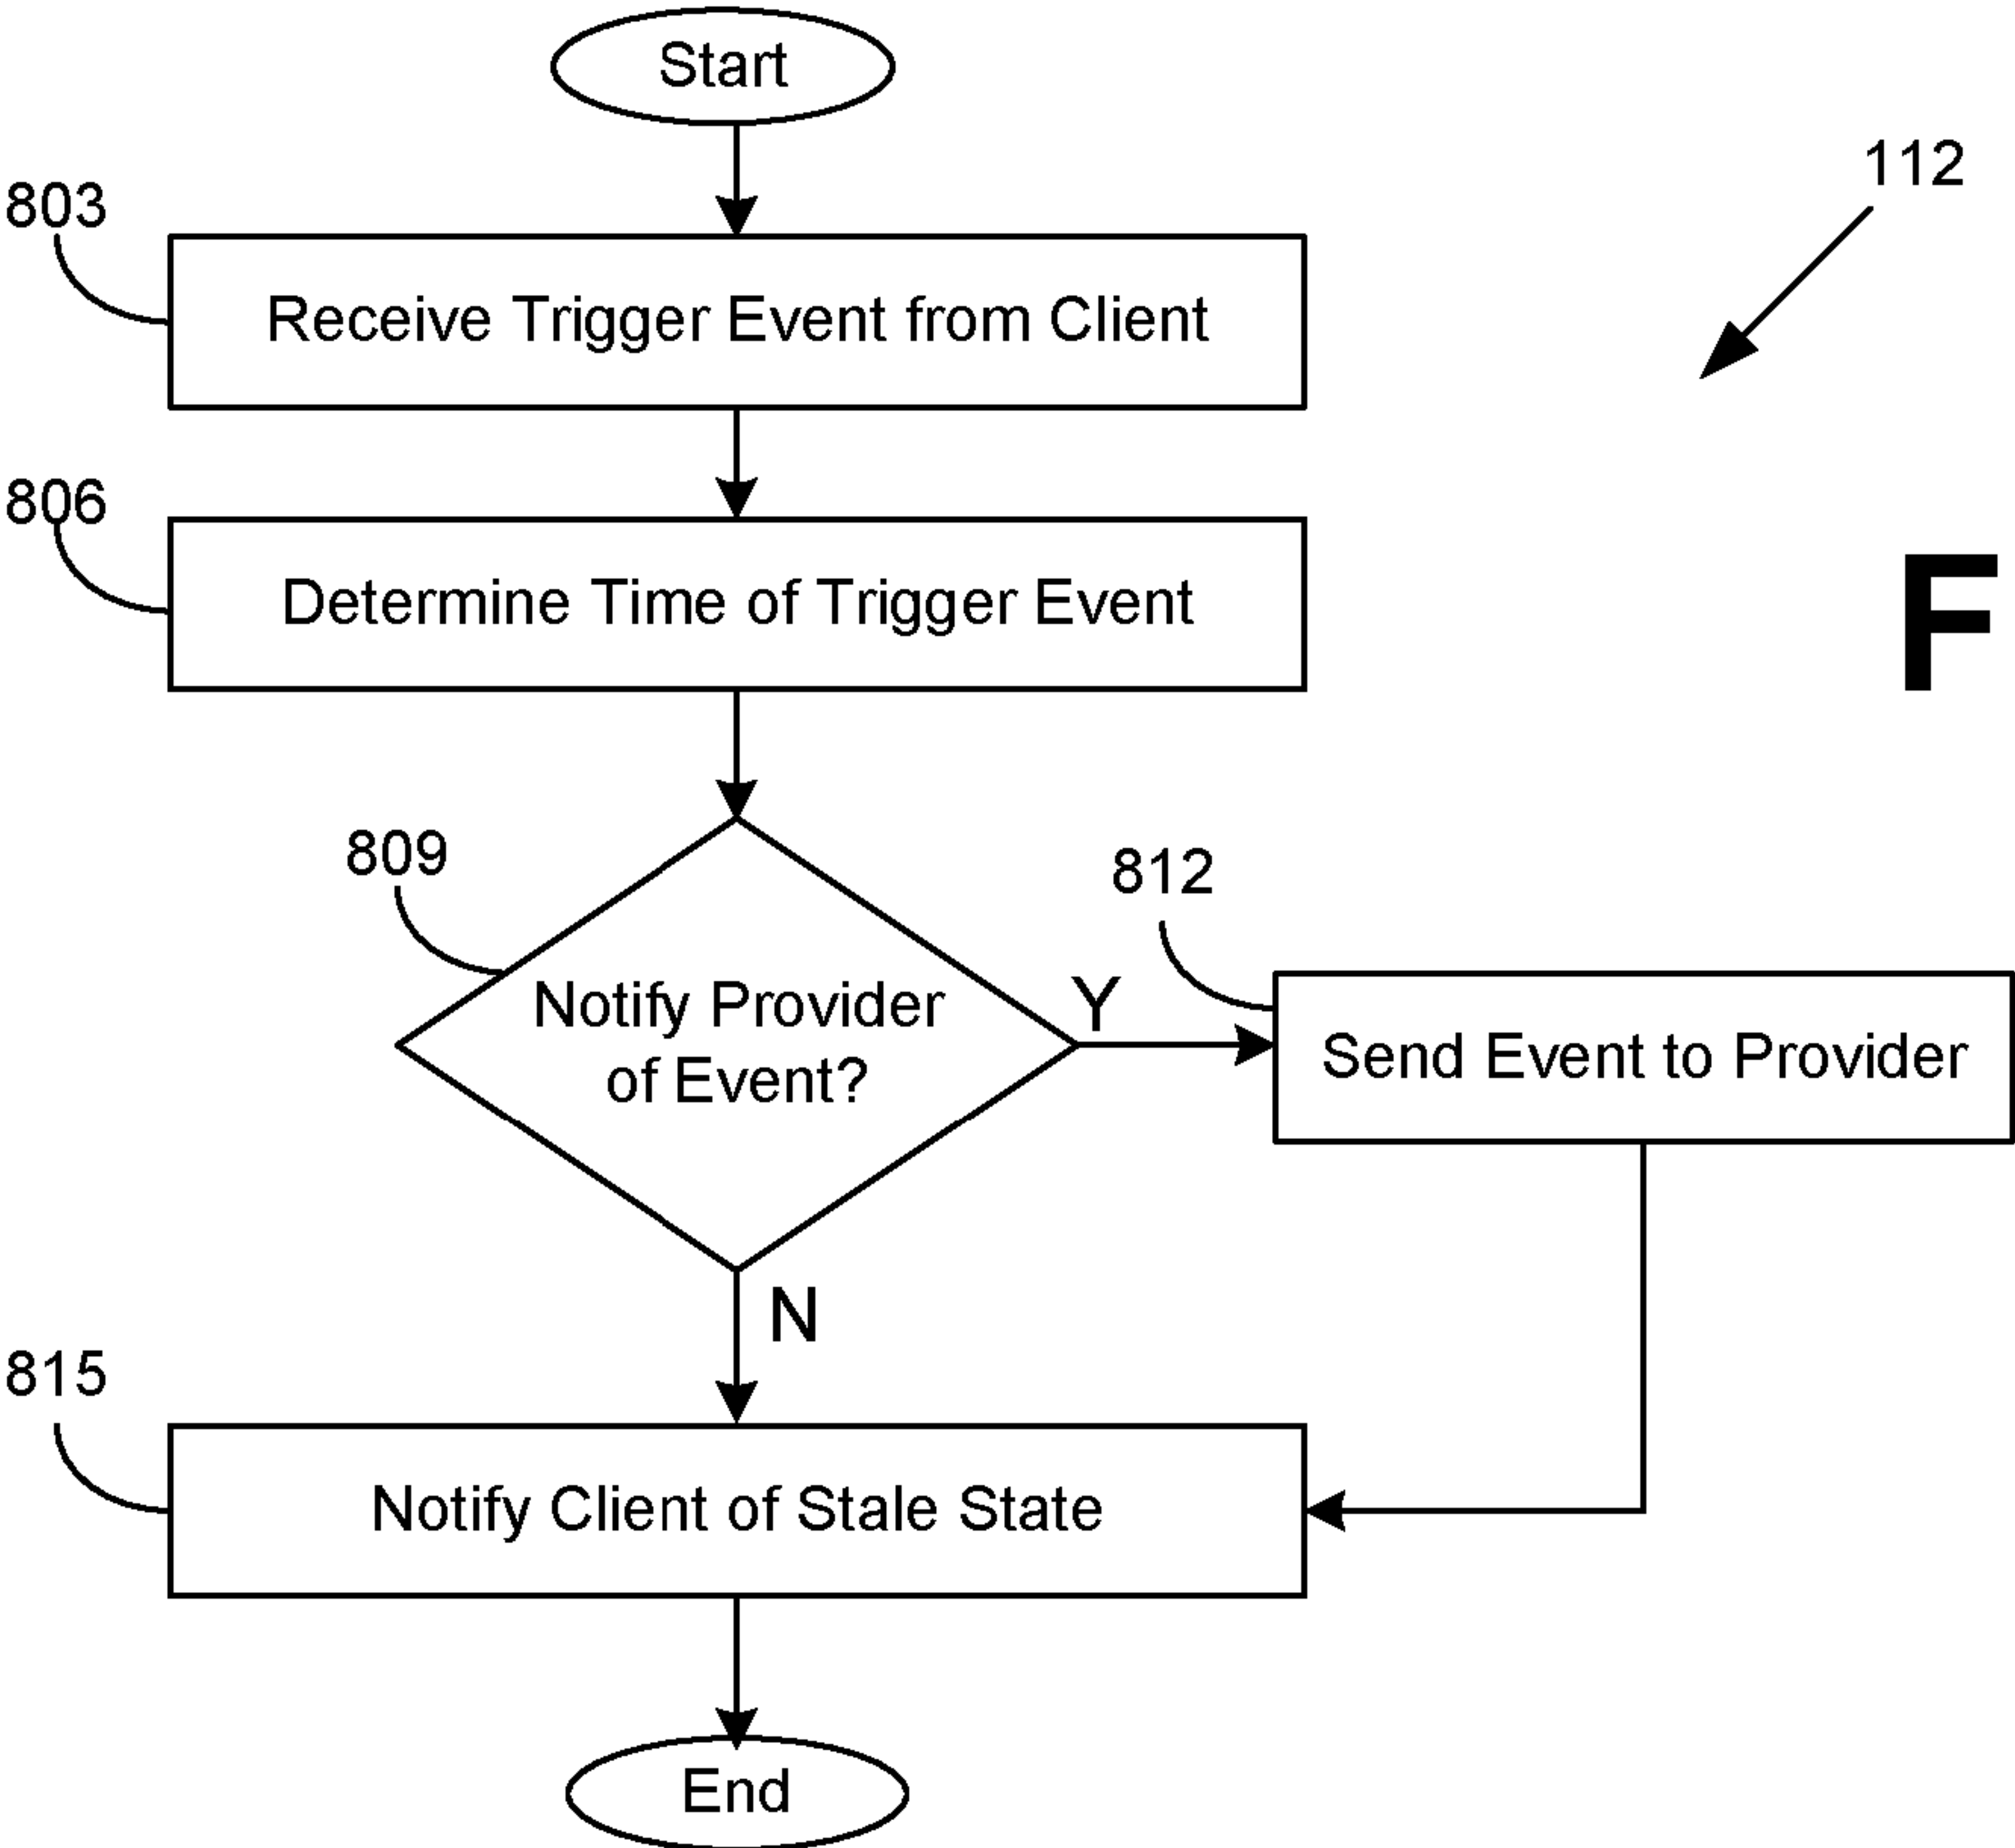 Start
112
803
Receive Trigger Event from Client
806
Determine Time of Trigger Event
F
809
812
Notify Provider
of Event?
Y
Send Event to Provider
N
815
Notify Client of Stale State
End